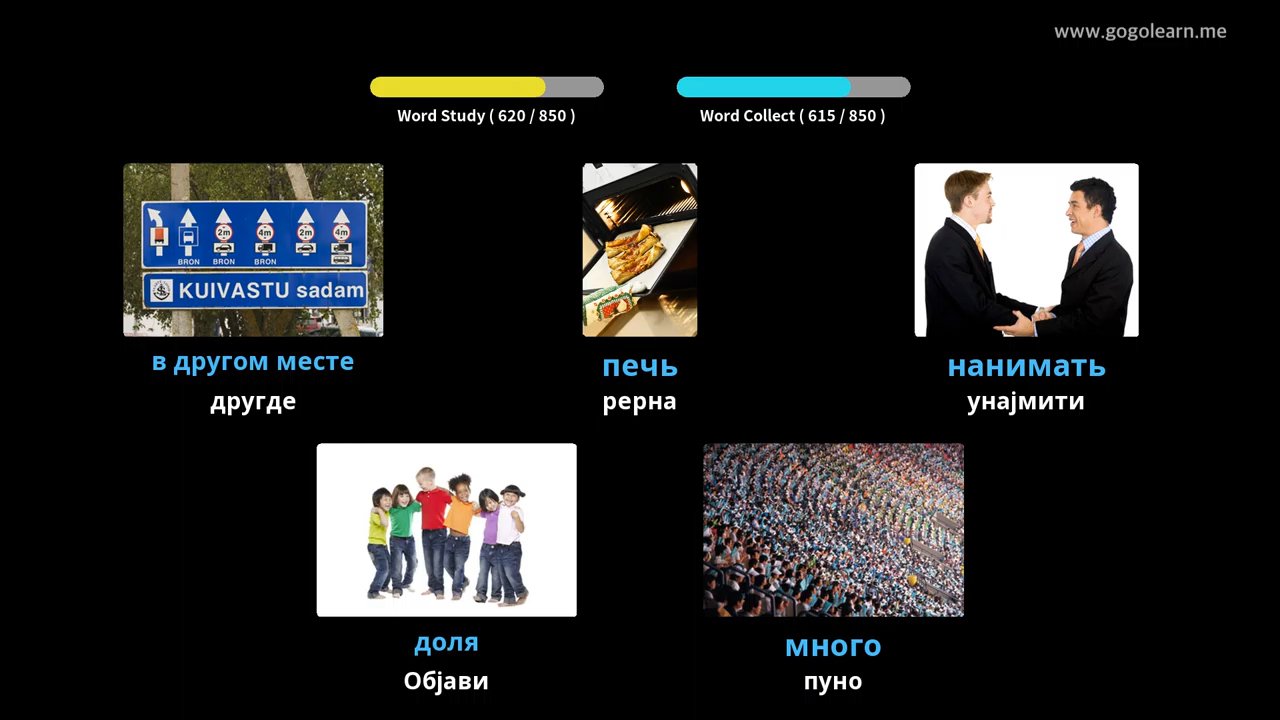 www.gogolearn.me
Word Study ( 620 / 850 )
Word Collect ( 615 / 850 )
2m 4m 2m 4m
BRON BRON BRON
KUIVASTU sadam
в другом месте
другде
печь
рерна
нанимать
унајмити
доля
Објави
много
пуно